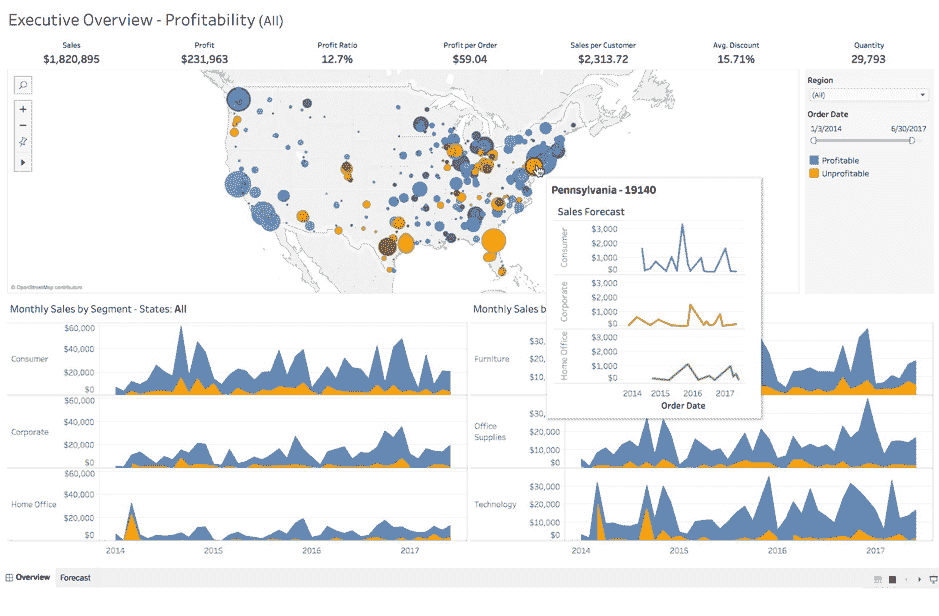 Executive Overview - Profitability (All)
Sales Profit Profit Ratio Profit per Order Sales per Customer Avg. Discount Quantity
$1,820,895 $231,963 12.7% $59.04 $2,313.72 15.71% 29,793
Region
(All)
Order Date
1/3/2014 6/30/2017
Profitable
Unprofitable
© OpenStreetMap contributors
Pennsylvania - 19140
Sales Forecast
Consumer
$3,000
$2,000
$1,000
$0
Corporate
$3,000
$2,000
$1,000
$0
Home Office
$3,000
$2,000
$1,000
$0
2014 2015 2016 2017
Order Date
Monthly Sales by Segment - States: All
Consumer
$60,000
$40,000
$20,000
$0
Corporate
$60,000
$40,000
$20,000
$0
Home Office
$60,000
$40,000
$20,000
$0
2014 2015 2016 2017
Monthly Sales b
Furniture
$30,
$20,
$10,
Office
Supplies
$30,
$20,000
$10,000
$0
Technology
$30,000
$20,000
$10,000
$0
2014 2015 2016 2017
Overview Forecast